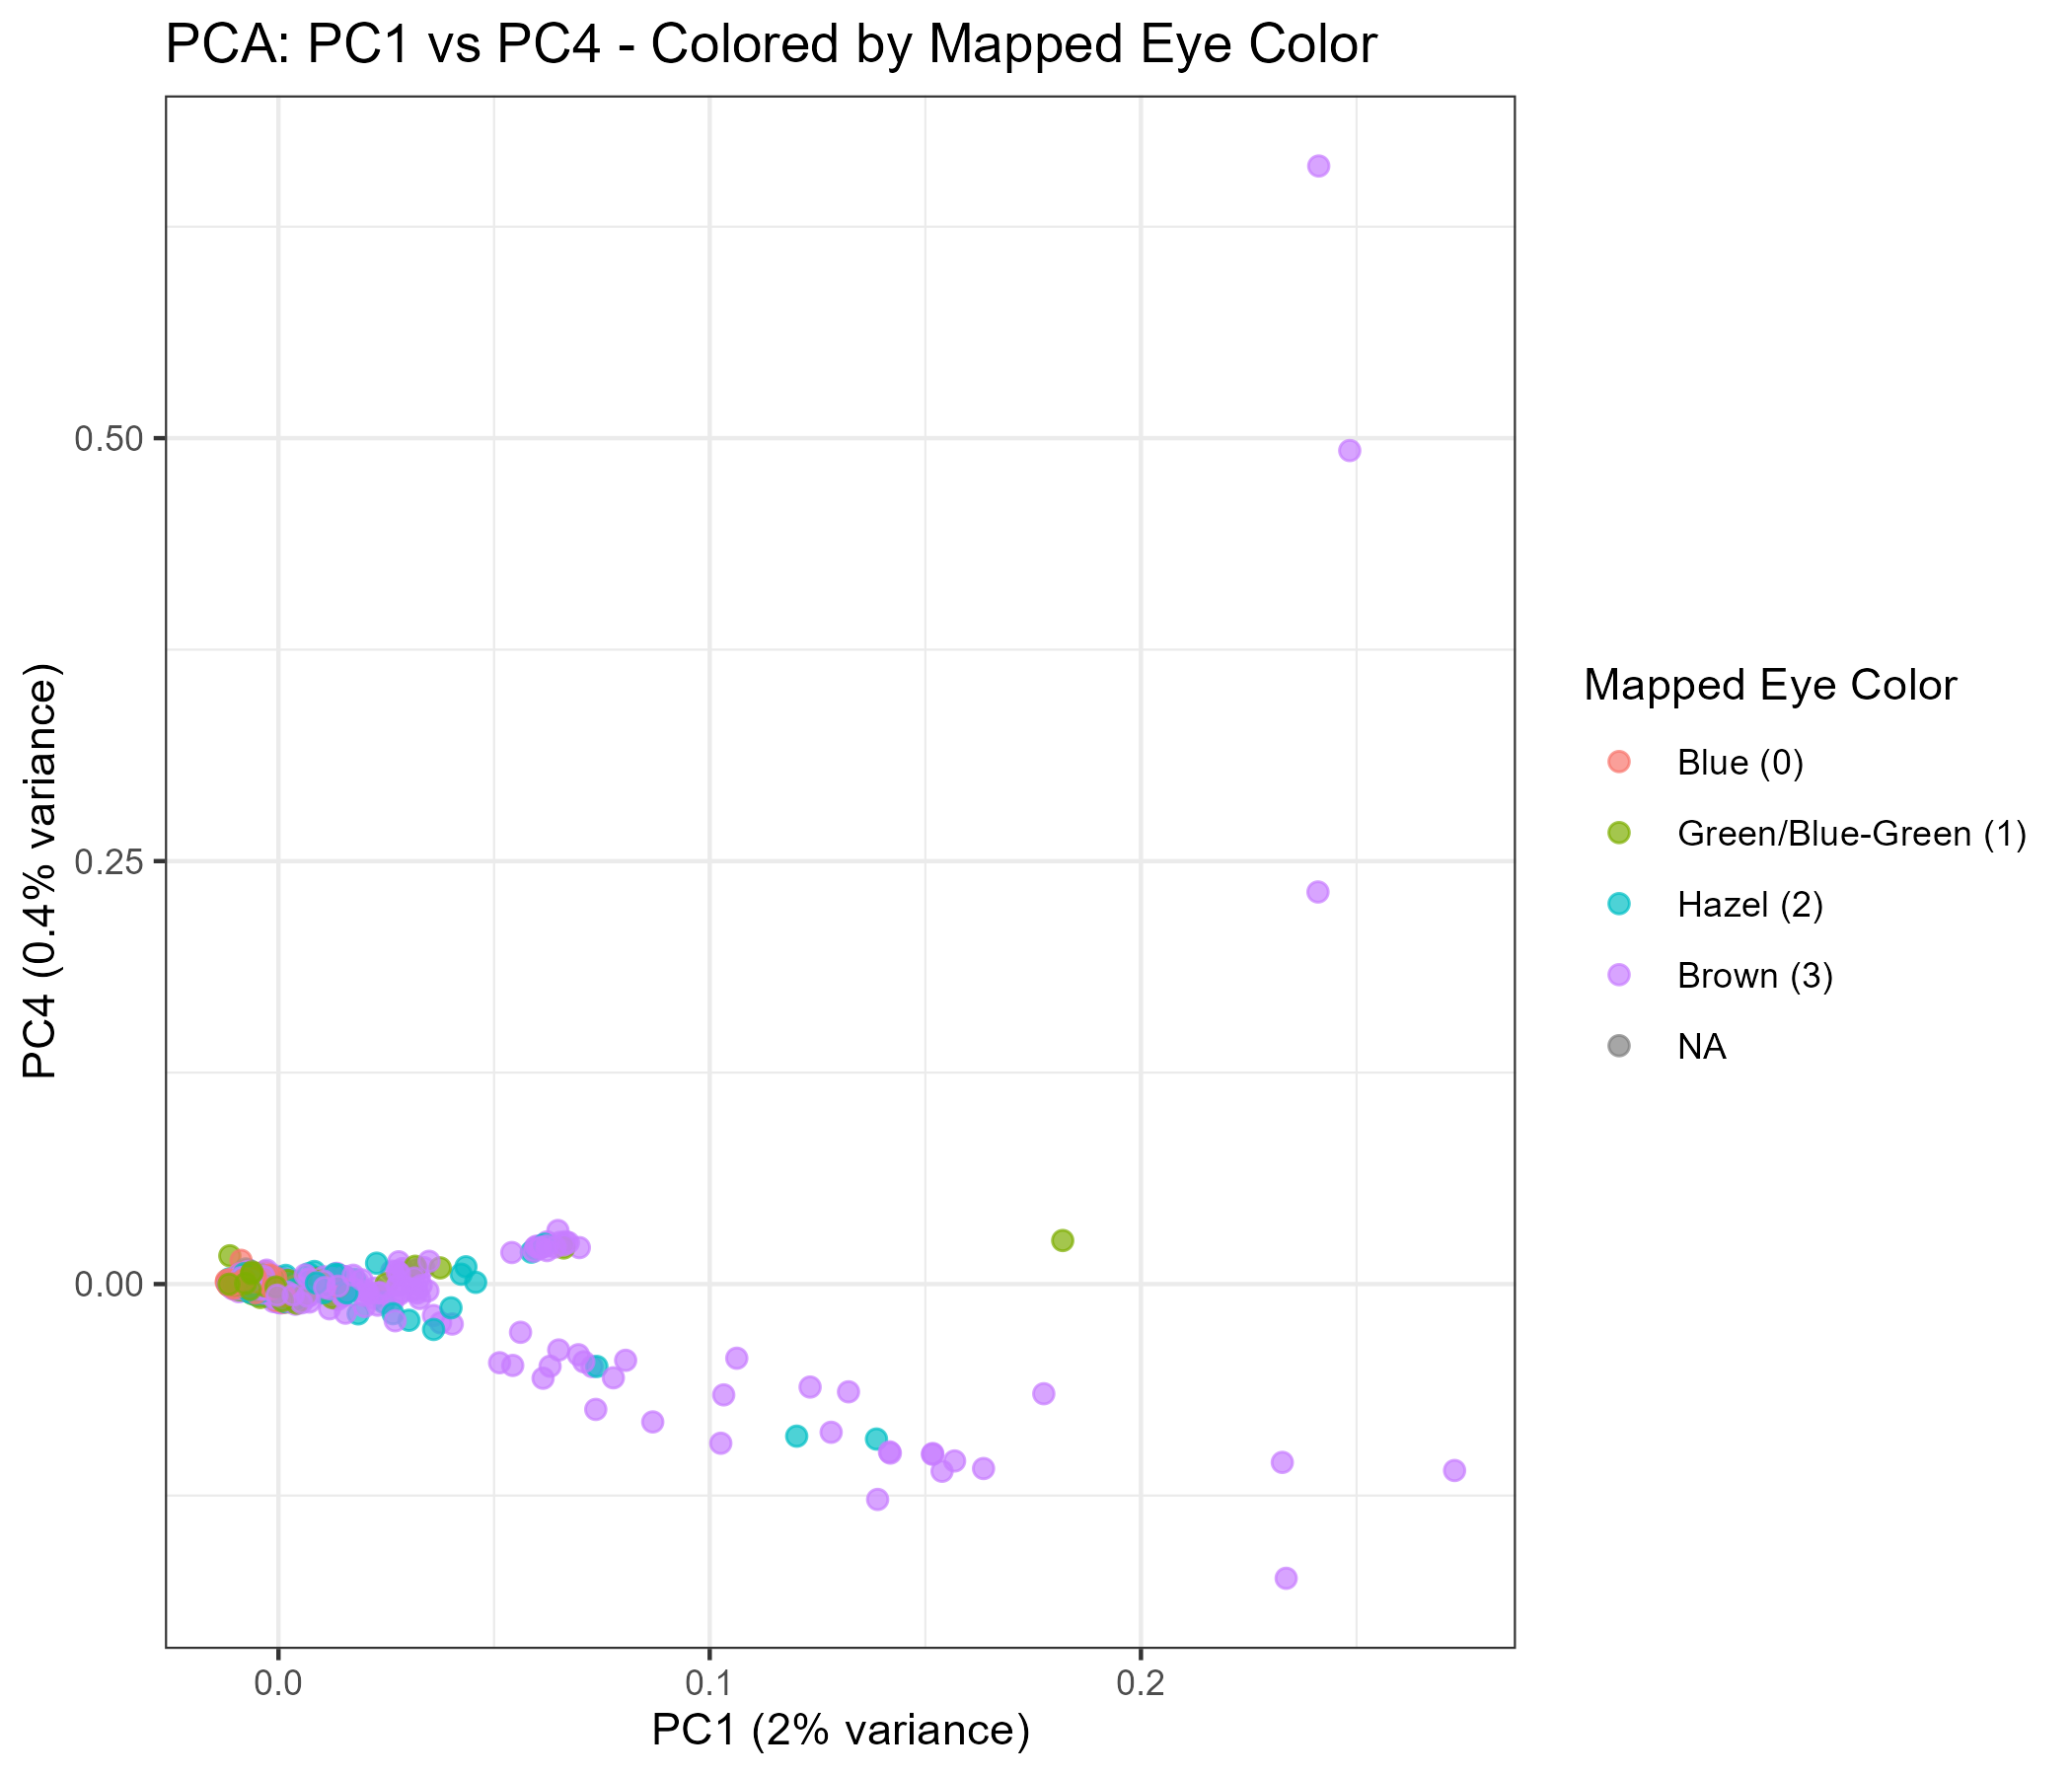 PCA: PC1 vs PC4 - Colored by Mapped Eye Color
PC4 (0.4% variance)
0.50
0.25
0.00
0.0
0.1
0.2
PC1 (2% variance)
Mapped Eye Color
Blue (0)
Green/Blue-Green (1)
Hazel (2)
Brown (3)
NA